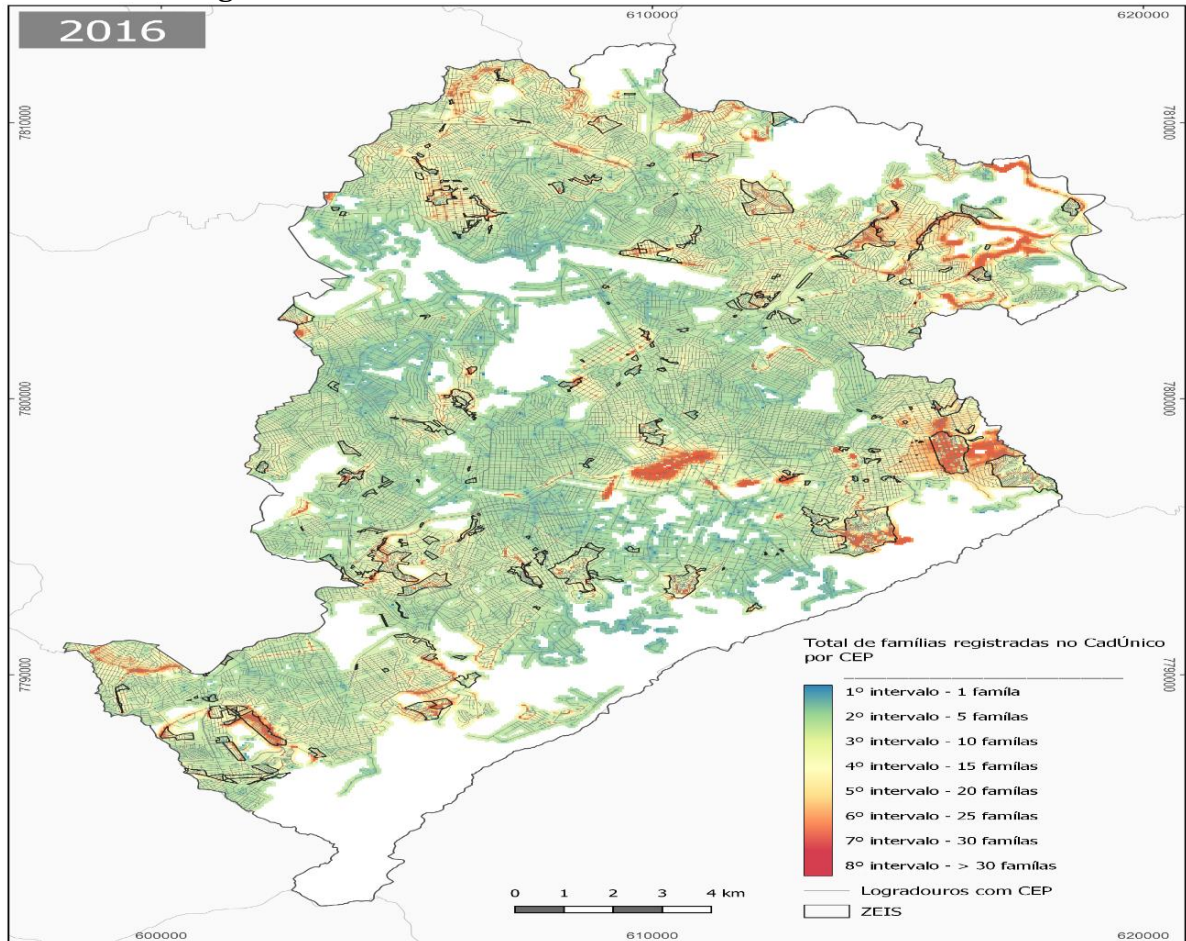 2016
610000
620000
7810000
7810000
7800000
7800000
7790000
7790000
Total de famílias registradas no CadÚnico
por CEP
1º intervalo - 1 famíla
2º intervalo - 5 famílas
3º intervalo - 10 famílas
4º intervalo - 15 famílas
5º intervalo - 20 famílas
6º intervalo - 25 famílas
7º intervalo - 30 famílas
8º intervalo - > 30 famílas
Logradouros com CEP
ZEIS
0 1 2 3 4 km
600000
610000
620000